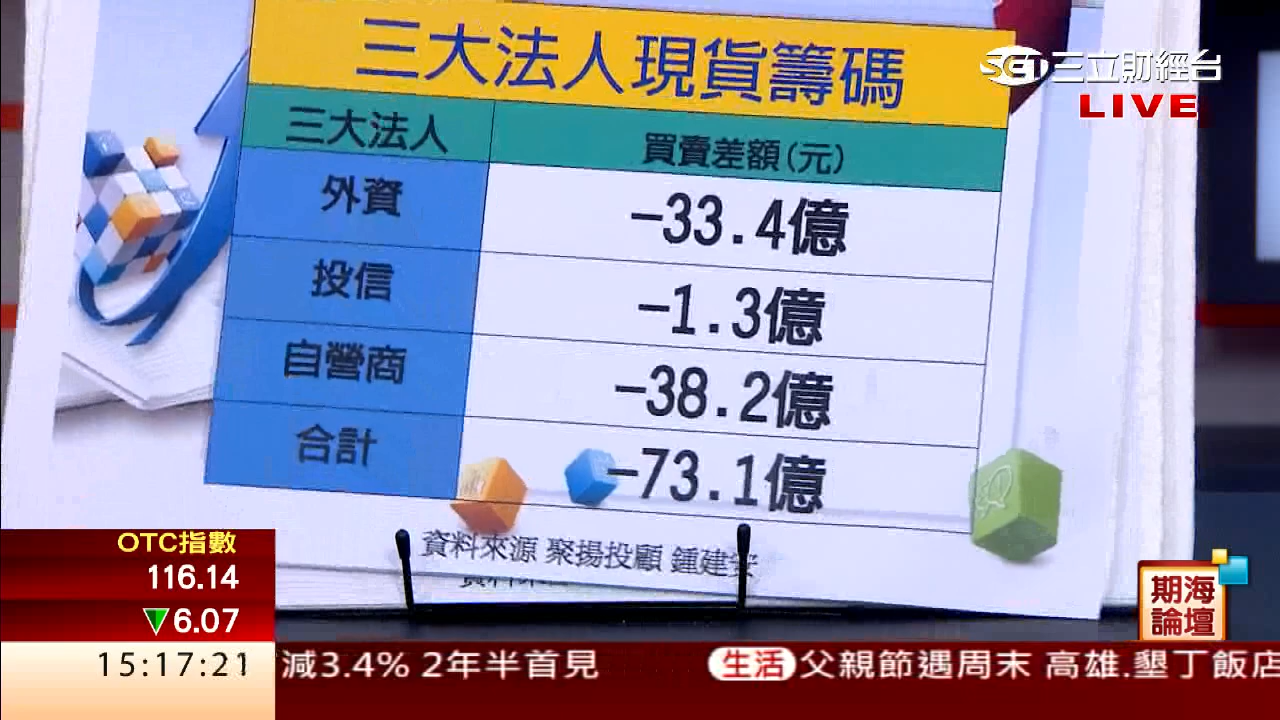 三大法人現貨籌碼
SET三立財經台
LIVE
三大法人 買賣差額(元)
外資 -33.4億
投信 -1.3億
自營商 -38.2億
合計 -73.1億
資料來源 聚揚投顧 鍾建安
OTC指數
116.14
▼6.07
期海
論壇
15:17:21 減3.4% 2年半首見 生活 父親節遇周末 高雄.墾丁飯店